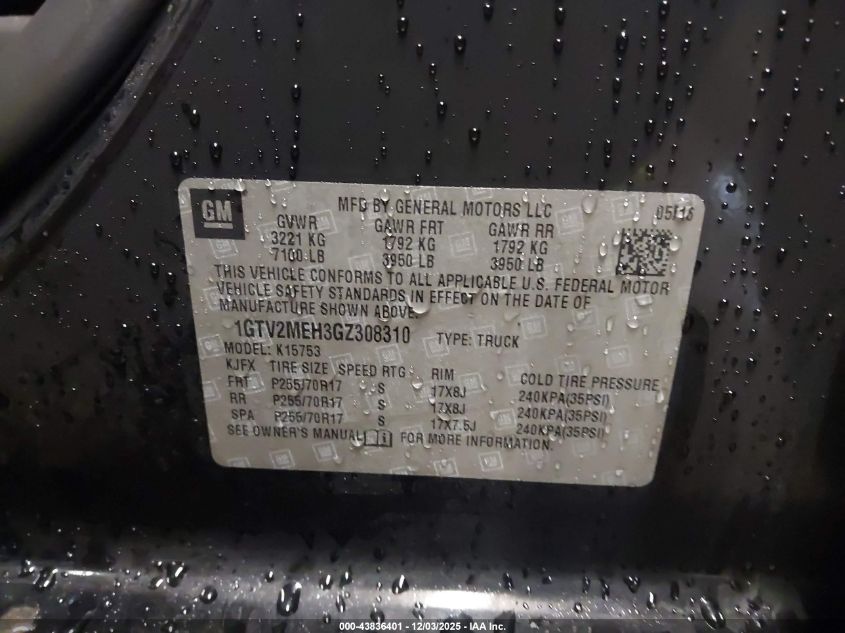 GM
MFD BY GENERAL MOTORS LLC 05/16
GVWR GAWR FRT GAWR RR
3221 KG 1792 KG 1792 KG
7100 LB 3950 LB 3950 LB
THIS VEHICLE CONFORMS TO ALL APPLICABLE U.S. FEDERAL MOTOR
VEHICLE SAFETY STANDARDS IN EFFECT ON THE DATE OF
MANUFACTURE SHOWN ABOVE.
1GTV2MEH3GZ308310 TYPE: TRUCK
MODEL: K15753
KJFX TIRE SIZE SPEED RTG RIM COLD TIRE PRESSURE
FRT P255/70R17 S 17X8J 240KPA(35PSI)
RR P255/70R17 S 17X8J 240KPA(35PSI)
SPA P255/70R17 S 17X7.5J 240KPA(35PSI)
SEE OWNER'S MANUAL FOR MORE INFORMATION.
000-43836401 - 12/03/2025 - IAA Inc.